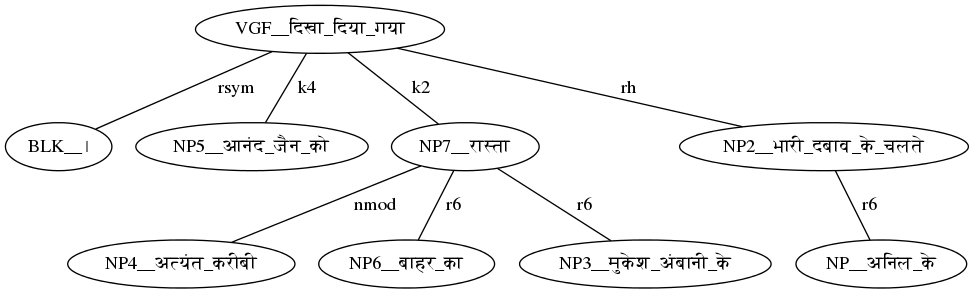 VGF__दिखा_दिया_गया
rsym k4 k2 rh
BLK__। NP5__आनंद_जैन_को NP7__रास्ता NP2__भारी_दबाव_के_चलते
nmod r6 r6 r6
NP4__अत्यंत_करीबी NP6__बाहर_का NP3__मुकेश_अंबानी_के NP__अनिल_के